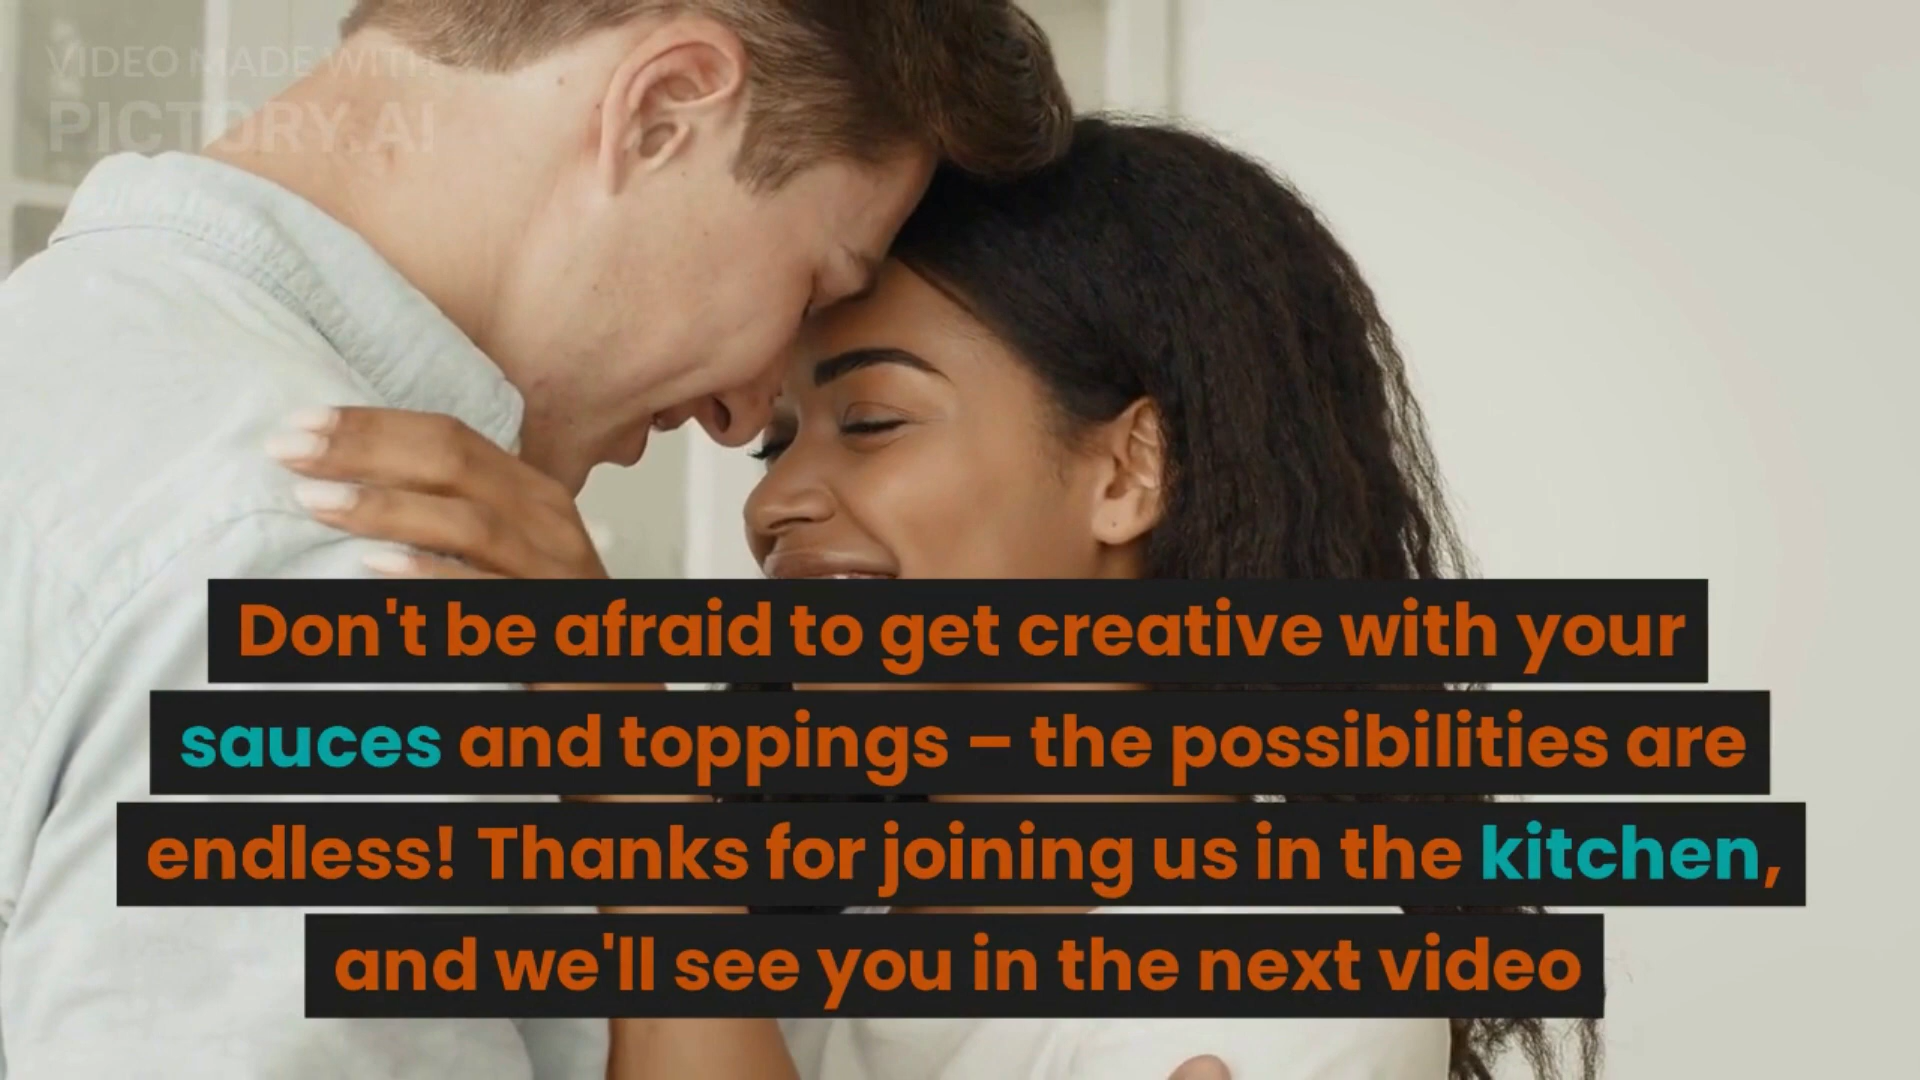 VIDEO MADE WITH
PICTORY.AI
Don't be afraid to get creative with your
sauces and toppings – the possibilities are
endless! Thanks for joining us in the kitchen,
and we'll see you in the next video